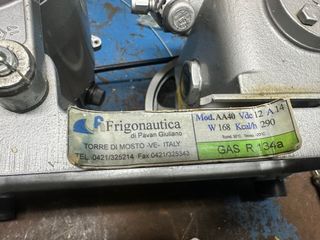 Frigonautica
di Pavan Giuliano
TORRE DI MOSTO -VE- ITALY
TEL. 0421/325214 Fax 0421/325343
Mod. AA40 Vdc 12 A 14
W 168 Kcal/h 290
GAS R 134a